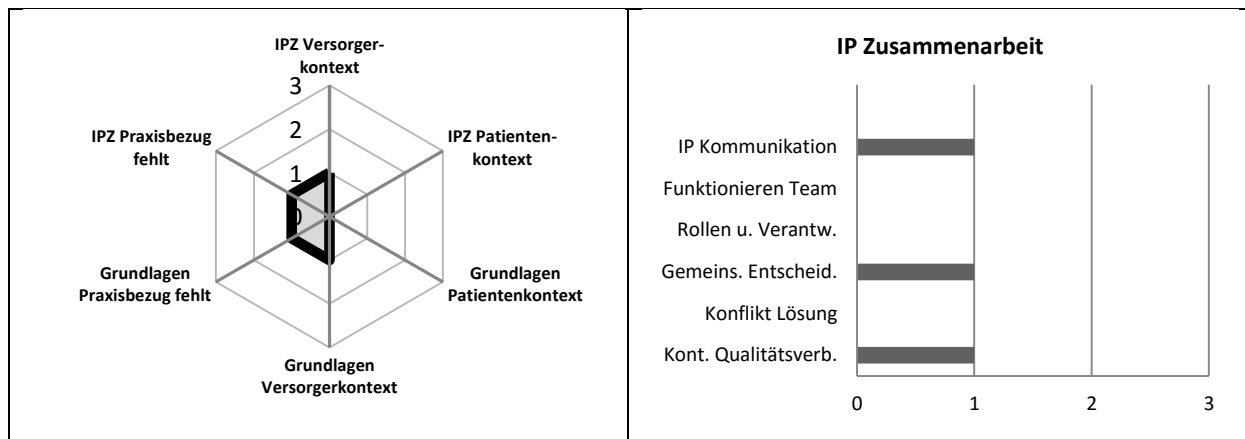 IPZ Versorger-
kontext
3
2
1
0
IPZ Patienten-
kontext
Grundlagen
Patientenkontext
Grundlagen
Versorgerkontext
Grundlagen
Praxisbezug fehlt
IPZ Praxisbezug
fehlt
IP Zusammenarbeit
IP Kommunikation
Funktionieren Team
Rollen u. Verantw.
Gemeins. Entscheid.
Konflikt Lösung
Kont. Qualitätsverb.
0 1 2 3